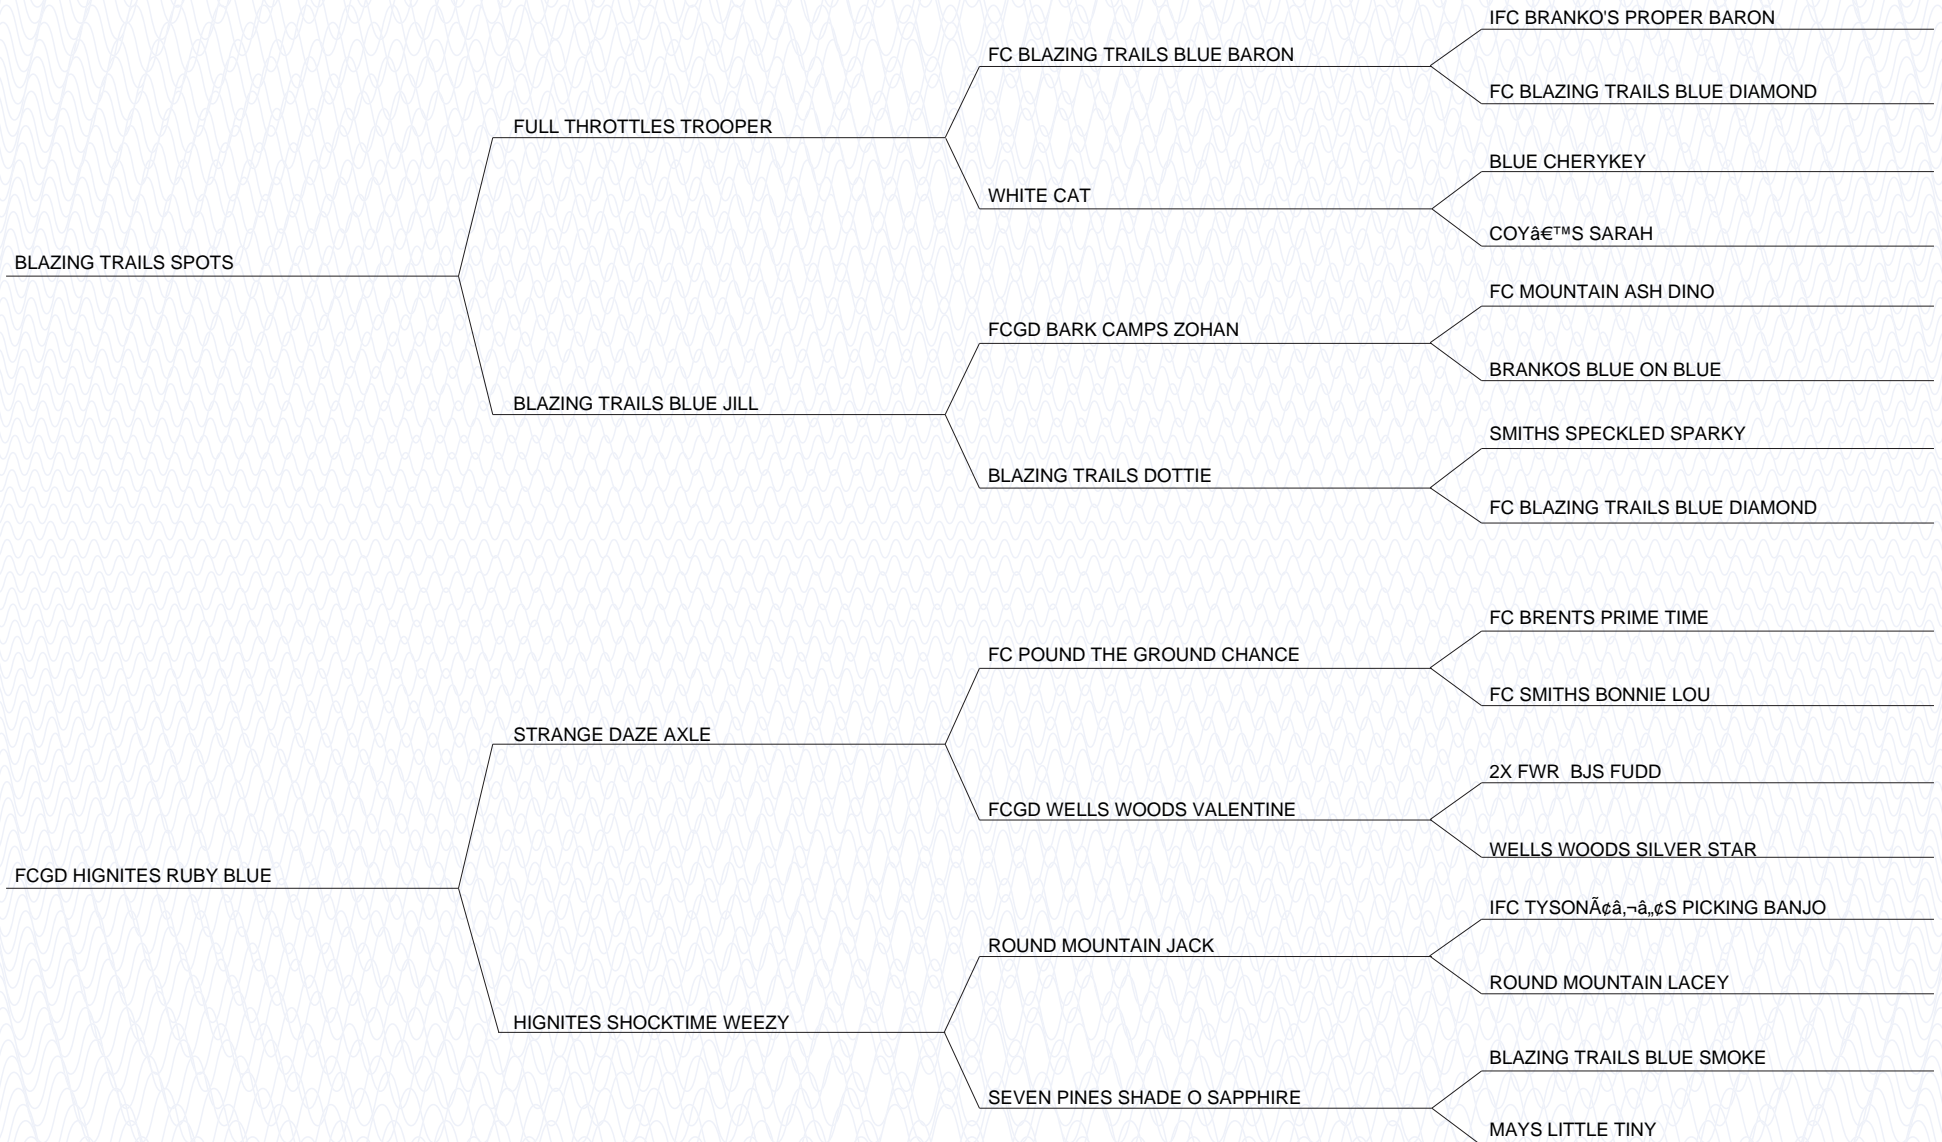 IFC BRANKO'S PROPER BARON
FC BLAZING TRAILS BLUE BARON
FC BLAZING TRAILS BLUE DIAMOND
FULL THROTTLES TROOPER
BLUE CHERYKEY
WHITE CAT
COYâ€™S SARAH
BLAZING TRAILS SPOTS
FC MOUNTAIN ASH DINO
FCGD BARK CAMPS ZOHAN
BRANKOS BLUE ON BLUE
BLAZING TRAILS BLUE JILL
SMITHS SPECKLED SPARKY
BLAZING TRAILS DOTTIE
FC BLAZING TRAILS BLUE DIAMOND
FC BRENTS PRIME TIME
FC POUND THE GROUND CHANCE
FC SMITHS BONNIE LOU
STRANGE DAZE AXLE
2X FWR  BJS FUDD
FCGD WELLS WOODS VALENTINE
WELLS WOODS SILVER STAR
FCGD HIGNITES RUBY BLUE
IFC TYSONÃ¢â‚¬â„¢S PICKING BANJO
ROUND MOUNTAIN JACK
ROUND MOUNTAIN LACEY
HIGNITES SHOCKTIME WEEZY
BLAZING TRAILS BLUE SMOKE
SEVEN PINES SHADE O SAPPHIRE
MAYS LITTLE TINY